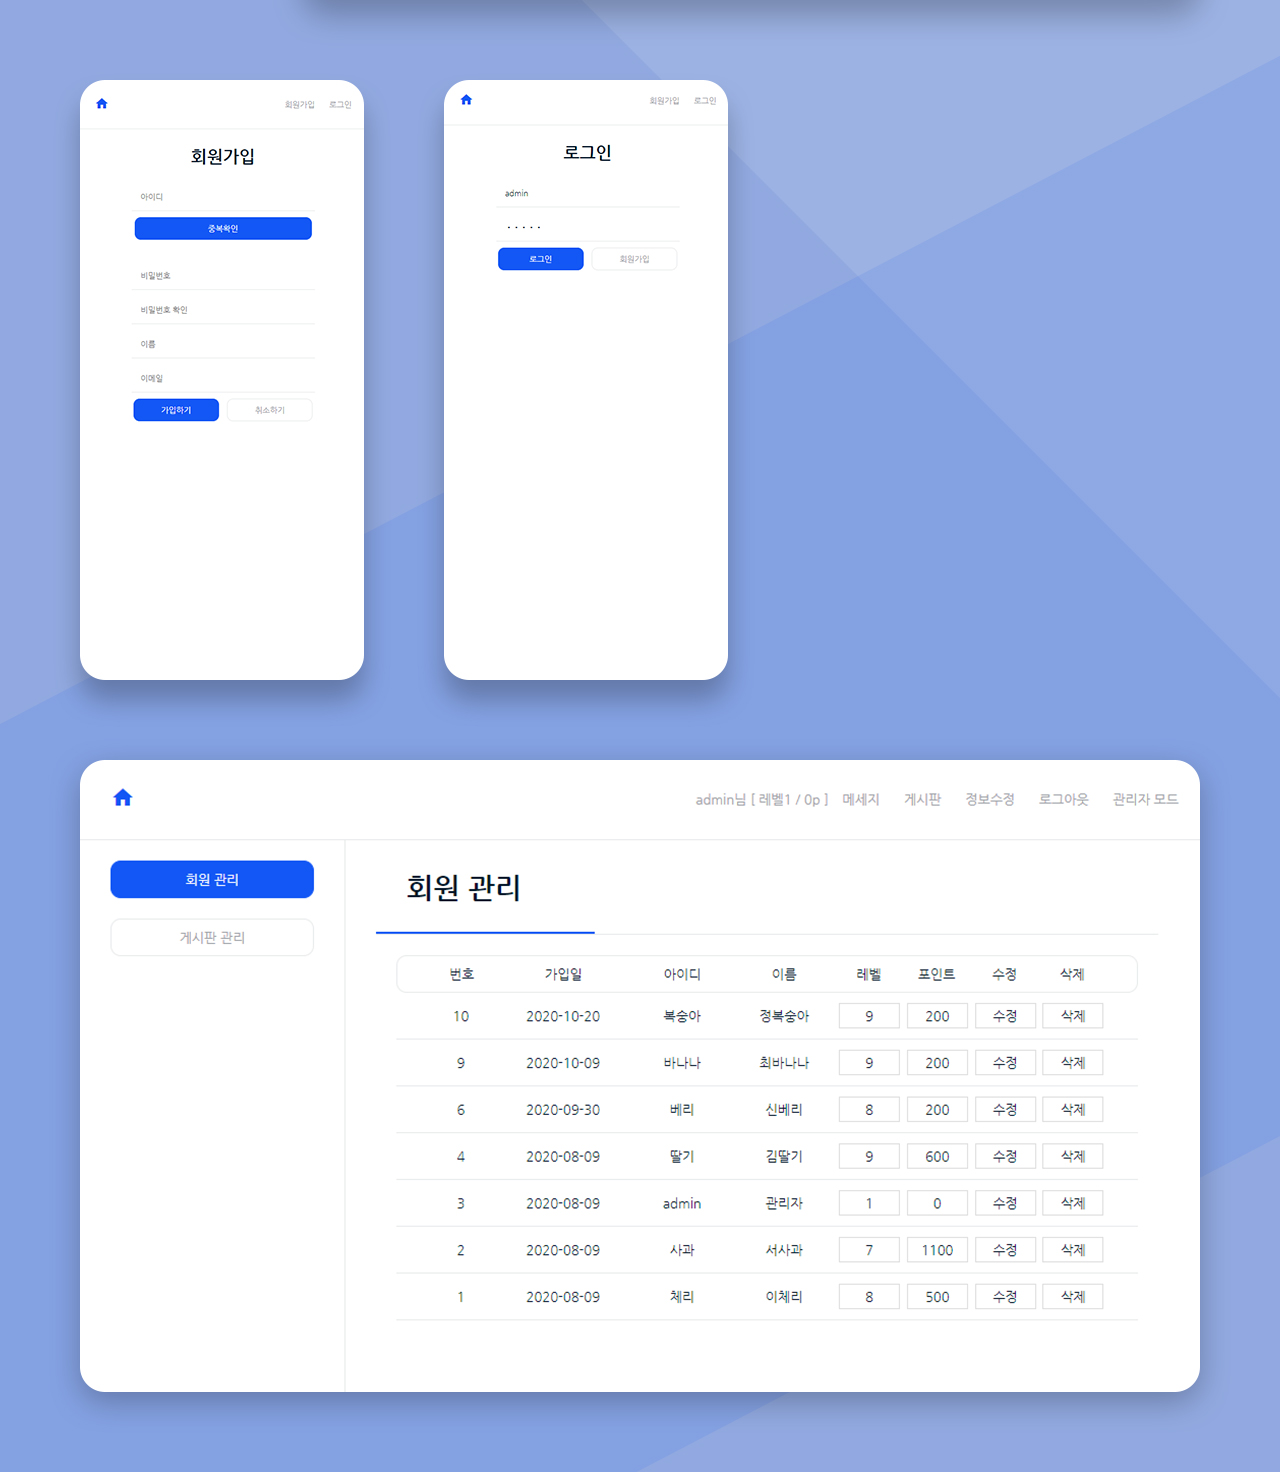 회원가입 로그인
회원가입
아이디
중복확인
비밀번호
비밀번호 확인
이름
이메일
가입하기 취소하기
회원가입 로그인
로그인
admin
·····
로그인 회원가입
admin님 [ 레벨1 / 0p ] 메세지 게시판 정보수정 로그아웃 관리자 모드
회원 관리
게시판 관리
회원 관리
번호 가입일 아이디 이름 레벨 포인트 수정 삭제
10 2020-10-20 복숭아 정복숭아 9 200 수정 삭제
9 2020-10-09 바나나 최바나나 9 200 수정 삭제
6 2020-09-30 베리 신베리 8 200 수정 삭제
4 2020-08-09 딸기 김딸기 9 600 수정 삭제
3 2020-08-09 admin 관리자 1 0 수정 삭제
2 2020-08-09 사과 서사과 7 1100 수정 삭제
1 2020-08-09 체리 이체리 8 500 수정 삭제